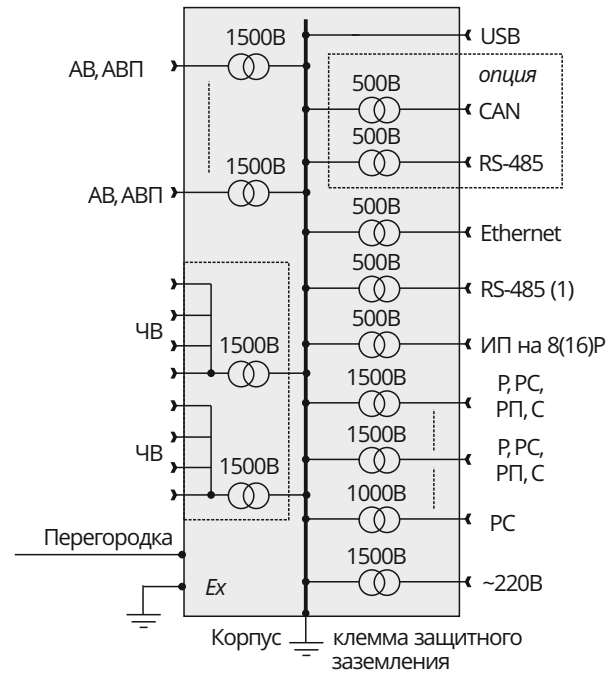 1500В
USB
АВ, АВП
опция
500В
CAN
500В
RS-485
1500В
АВ, АВП
500В
Ethernet
500В
RS-485 (1)
ЧВ
1500В
500В
ИП на 8(16)Р
1500В
Р, РС,
РП, С
ЧВ
1500В
1500В
Р, РС,
РП, С
1000В
РС
Перегородка
1500В
~220В
Ex
Корпус
клемма защитного
заземления